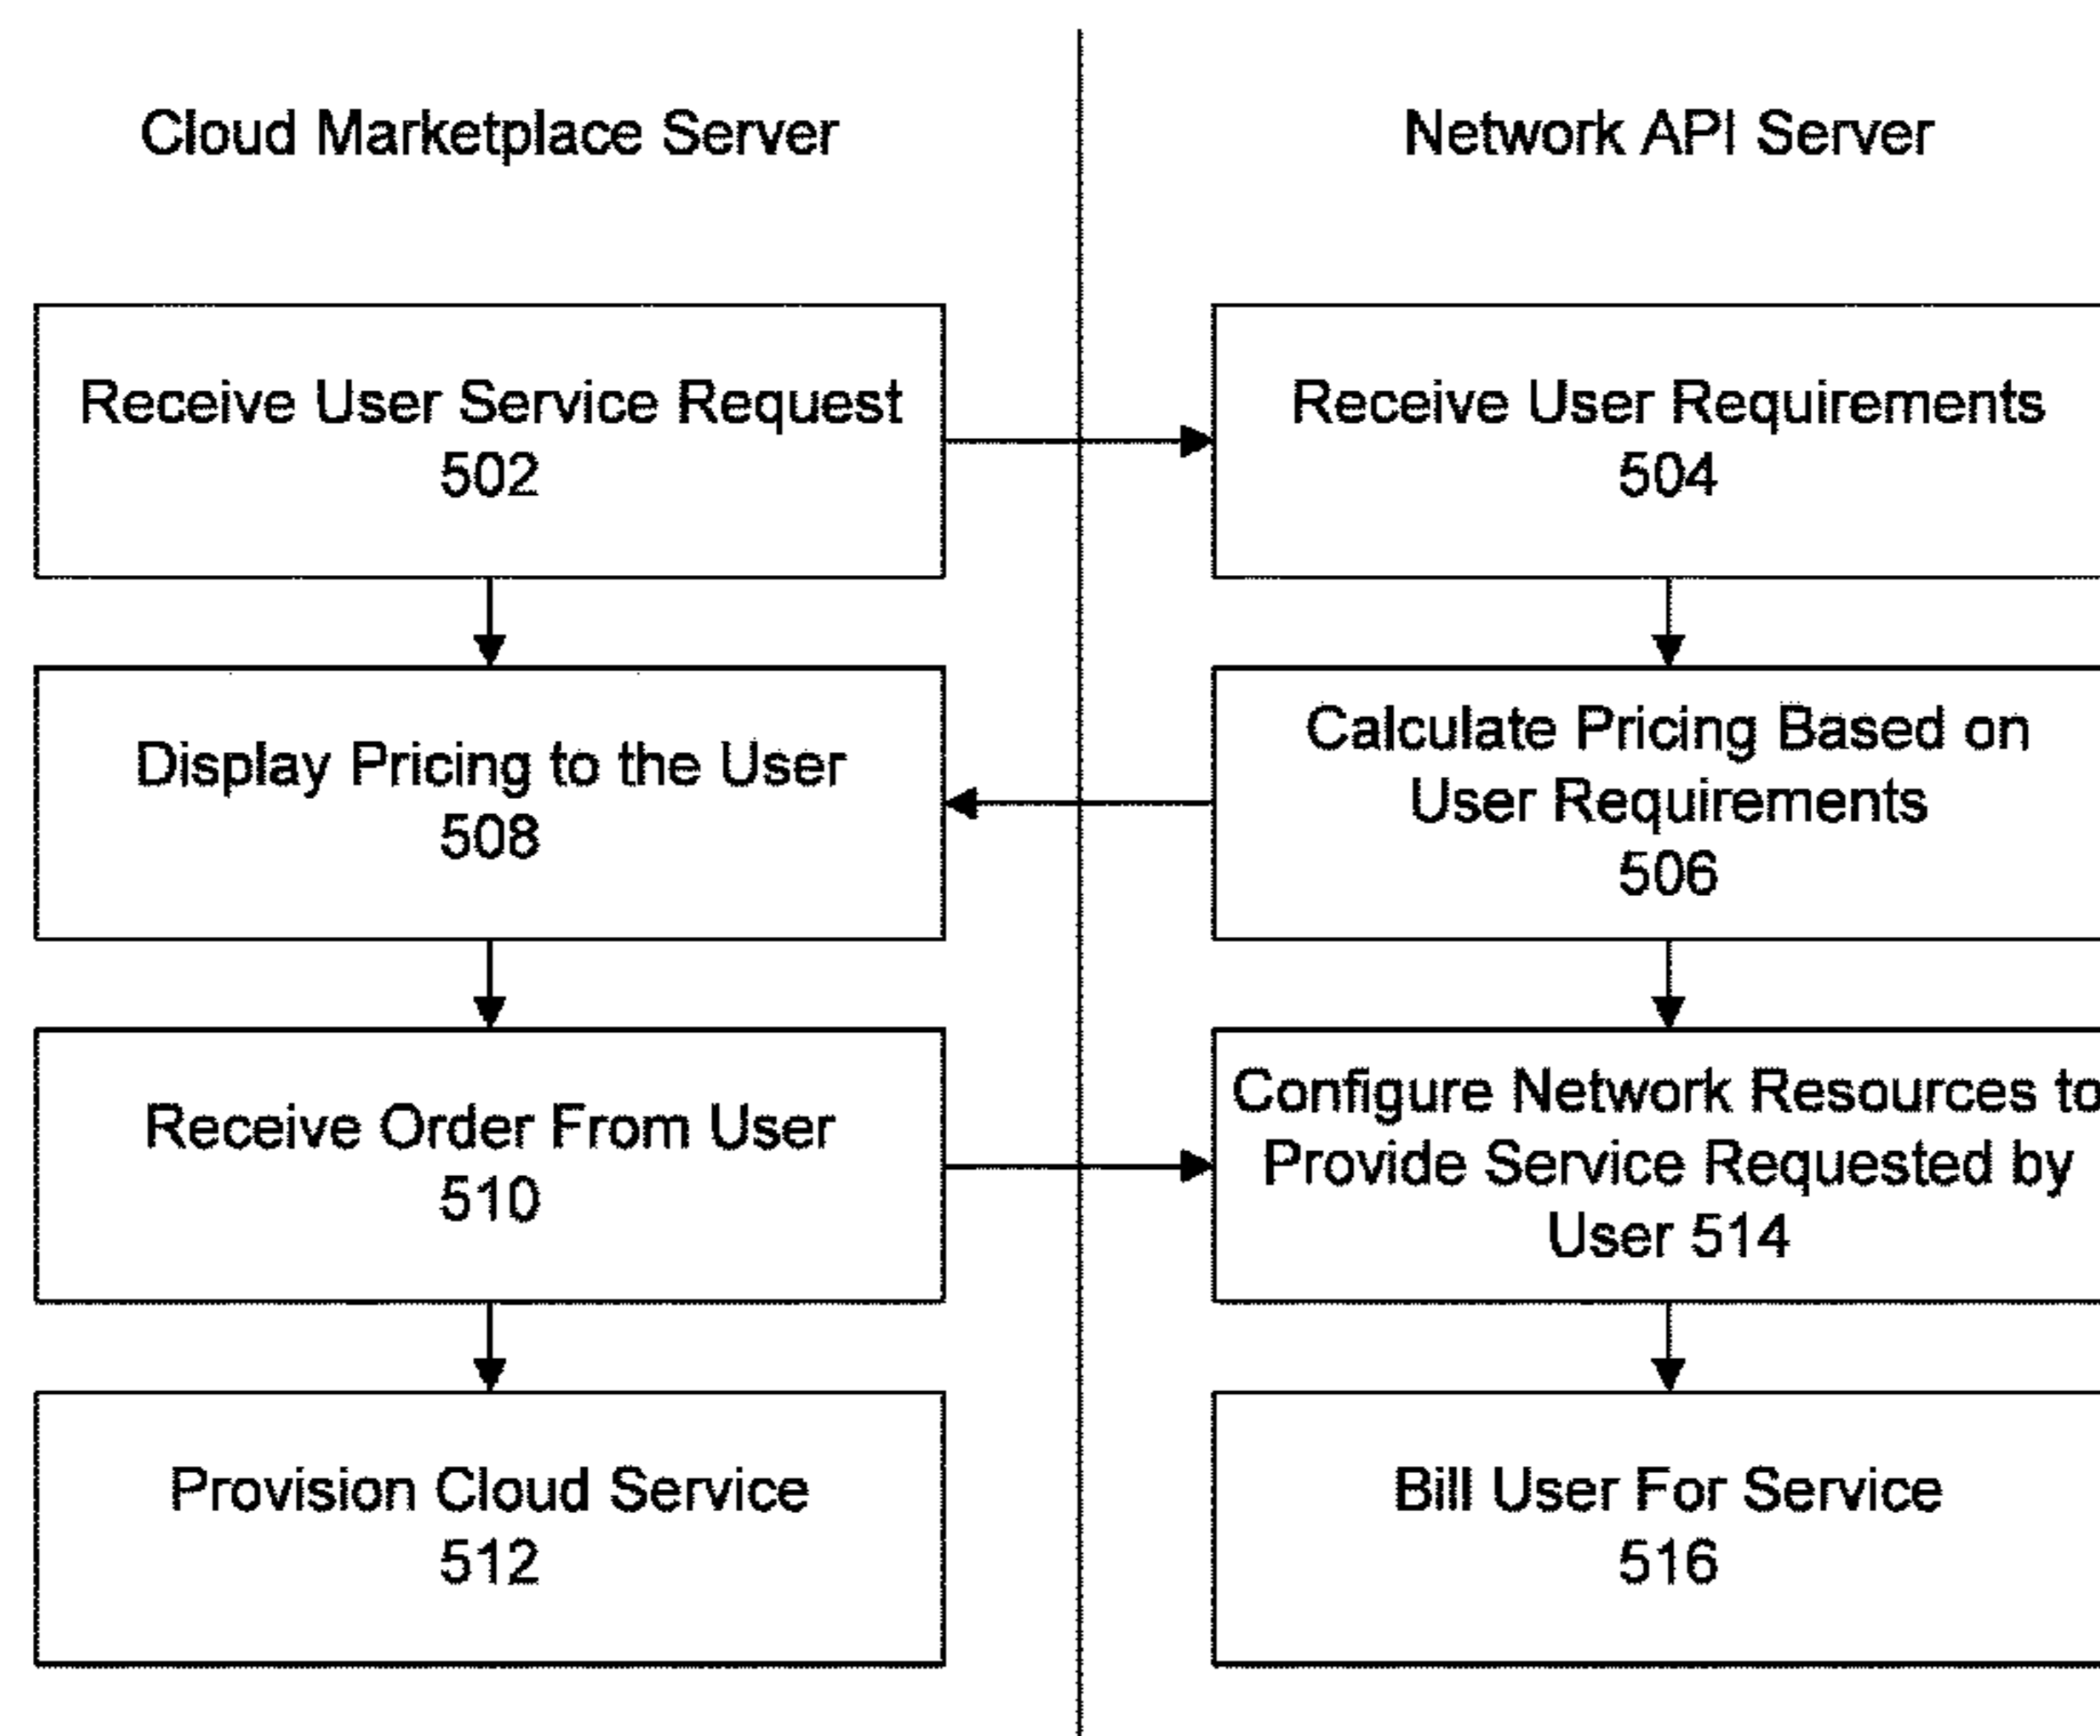 Cloud Marketplace Server
Network API Server
Receive User Service Request
502
Receive User Requirements
504
Display Pricing to the User
508
Calculate Pricing Based on
User Requirements
506
Receive Order From User
510
Configure Network Resources to
Provide Service Requested by
User 514
Provision Cloud Service
512
Bill User For Service
516